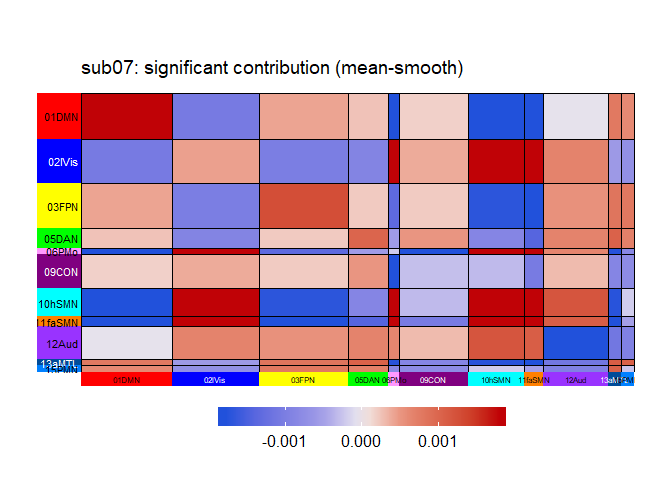 sub07: significant contribution (mean-smooth)
01DMN
02lVis
03FPN
05DAN
09CON
10hSMN
11faSMN
12Aud
13aMTL
15PMN
01DMN 02lVis 03FPN 05DAN 09CON 10hSMN 11faSMN 12Aud
-0.001 0.000 0.001